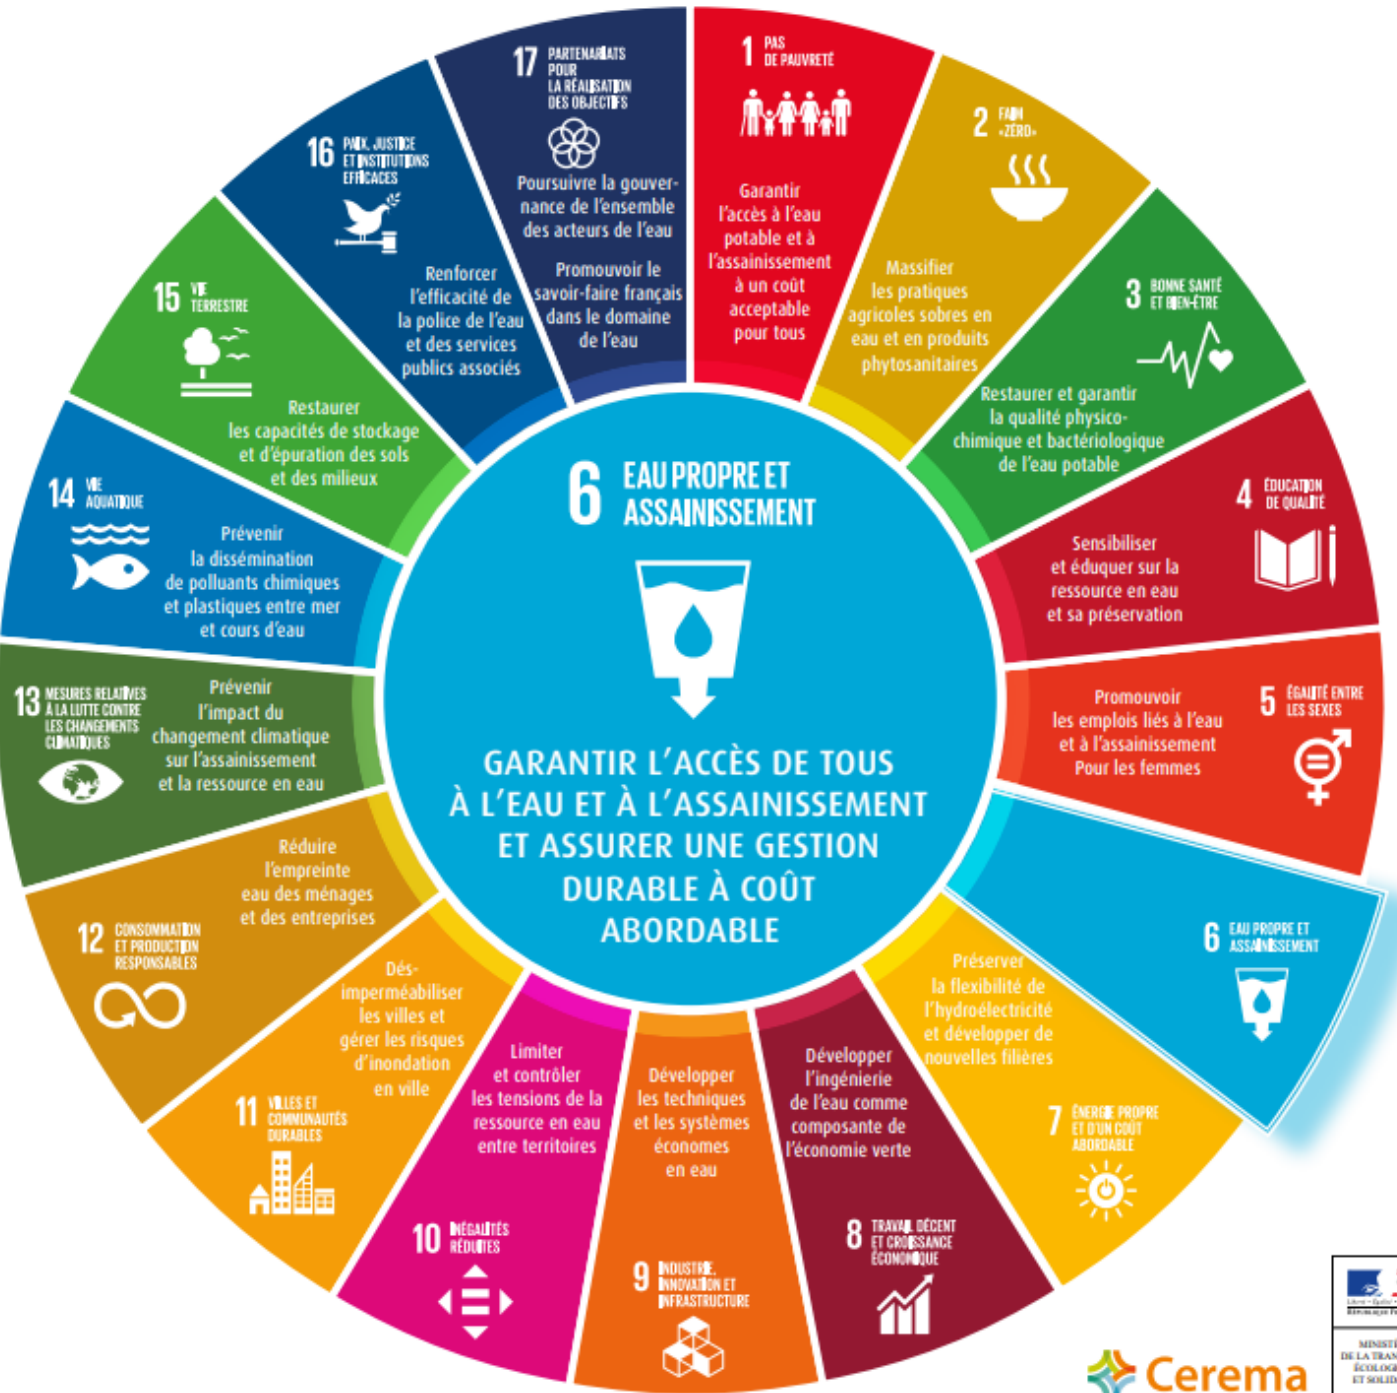 1 PAS
DE PAUVRETÉ
Garantir
l'accès à l'eau
potable et à
l'assainissement
à un coût
acceptable
pour tous
2 FAIM
«ZÉRO»
Massifier
les pratiques
agricoles sobres en
eau et en produits
phytosanitaires
3 BONNE SANTÉ
ET BIEN-ÊTRE
Restaurer et garantir
la qualité physico-
chimique et bactériologique
de l'eau potable
4 ÉDUCATION
DE QUALITÉ
Sensibiliser
et éduquer sur la
ressource en eau
et sa préservation
5 ÉGALITÉ ENTRE
LES SEXES
Promouvoir
les emplois liés à l'eau
et à l'assainissement
Pour les femmes
6 EAU PROPRE ET
ASSAINISSEMENT
7 ÉNERGIE PROPRE
ET D'UN COÛT
ABORDABLE
Préserver
la flexibilité de
l'hydroélectricité
et développer de
nouvelles filières
8 TRAVAIL DÉCENT
ET CROISSANCE
ÉCONOMIQUE
Développer
l'ingénierie
de l'eau comme
composante de
l'économie verte
9 INDUSTRIE,
INNOVATION ET
INFRASTRUCTURE
Développer
les techniques
et les systèmes
économes
en eau
10 INÉGALITÉS
RÉDUITES
Limiter
et contrôler
les tensions de la
ressource en eau
entre territoires
11 VILLES ET
COMMUNAUTÉS
DURABLES
Dés-
imperméabiliser
les villes et
gérer les risques
d'inondation
en ville
12 CONSOMMATION
ET PRODUCTION
RESPONSABLES
Réduire
l'empreinte
eau des ménages
et des entreprises
13 MESURES RELATIVES
À LA LUTTE CONTRE
LES CHANGEMENTS
CLIMATIQUES
Prévenir
l'impact du
changement climatique
sur l'assainissement
et la ressource en eau
14 VIE
AQUATIQUE
Prévenir
la dissémination
de polluants chimiques
et plastiques entre mer
et cours d'eau
15 VIE
TERRESTRE
Restaurer
les capacités de stockage
et d'épuration des sols
et des milieux
16 PAIX, JUSTICE
ET INSTITUTIONS
EFFICACES
Renforcer
l'efficacité de
la police de l'eau
et des services
publics associés
17 PARTENARIATS
POUR
LA RÉALISATION
DES OBJECTIFS
Poursuivre la gouver-
nance de l'ensemble
des acteurs de l'eau
Promouvoir le
savoir-faire français
dans le domaine
de l'eau
6 EAU PROPRE ET
ASSAINISSEMENT
GARANTIR L'ACCÈS DE TOUS
À L'EAU ET À L'ASSAINISSEMENT
ET ASSURER UNE GESTION
DURABLE À COÛT
ABORDABLE
Cerema
MINISTÈ
DE LA TRAN
ÉCOLOG
ET SOLID